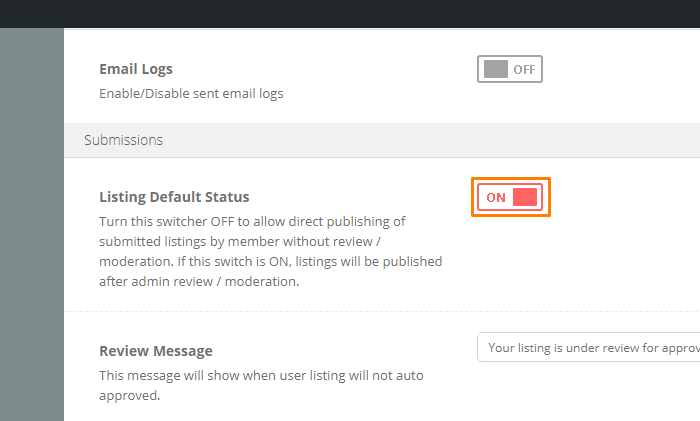 Email Logs
OFF
Enable/Disable sent email logs
Submissions
Listing Default Status
ON
Turn this switcher OFF to allow direct publishing of
submitted listings by member without review /
moderation. If this switch is ON, listings will be published
after admin review / moderation.
Review Message
Your listing is under review for approv
This message will show when user listing will not auto
approved.